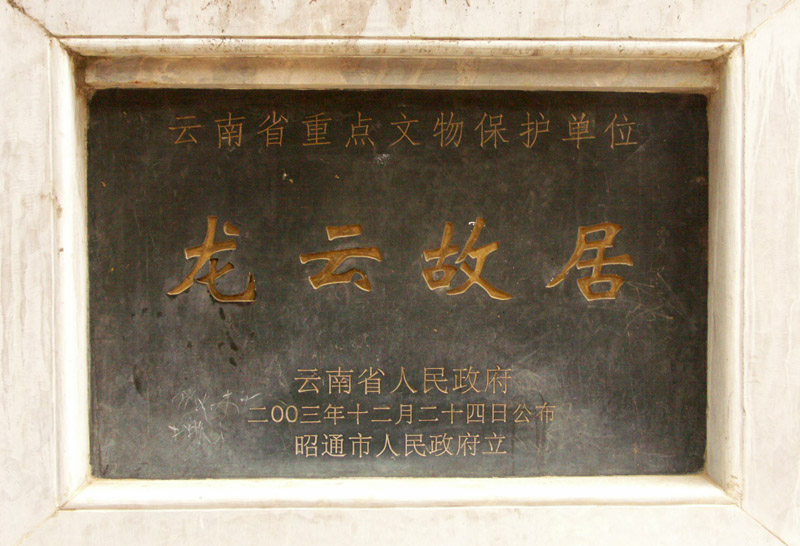 云南省重点文物保护单位
龙云故居
云南省人民政府
二00三年十二月二十四日公布
昭通市人民政府立